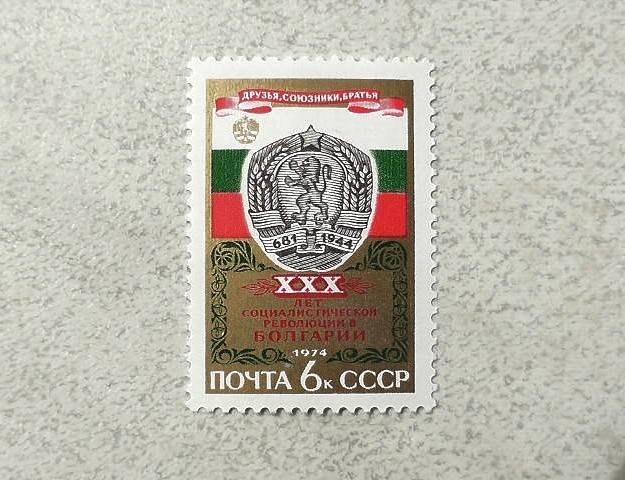 ДРУЗЬЯ, СОЮЗНИКИ, БРАТЬЯ
681 1944
XXX
ЛЕТ
СОЦИАЛИСТИЧЕСКОЙ
РЕВОЛЮЦИИ В
БОЛГАРИИ
1974
ПОЧТА 6К СССР